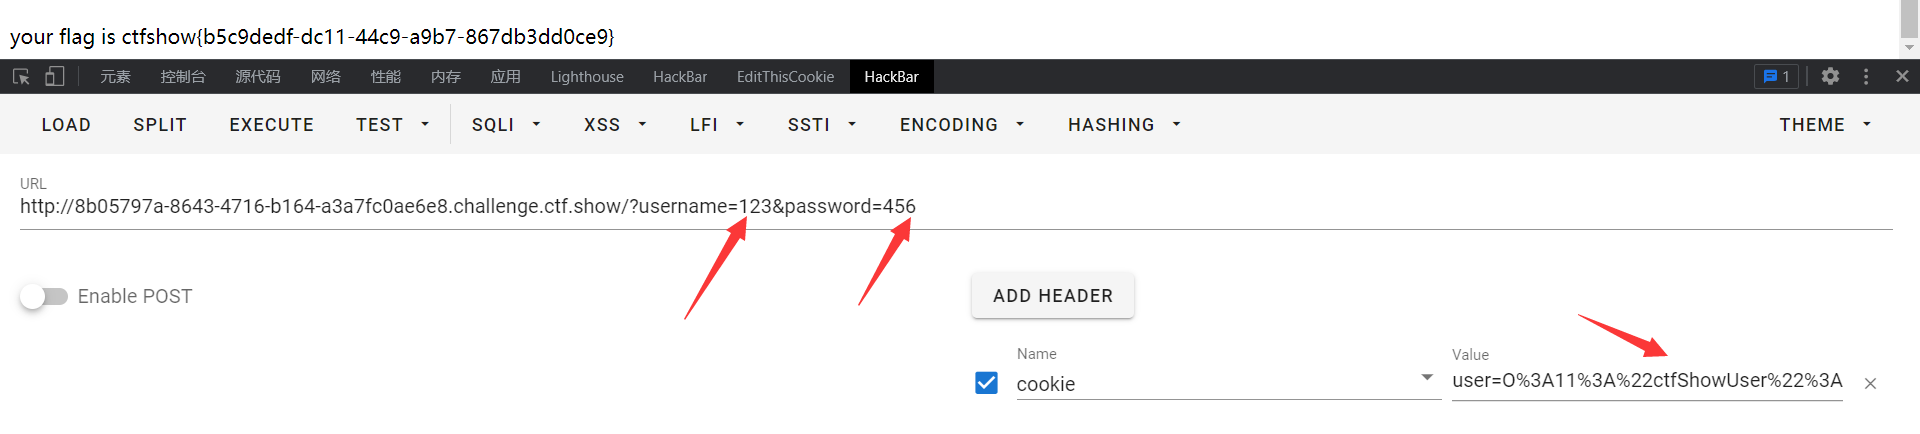 your flag is ctfshow{b5c9dedf-dc11-44c9-a9b7-867db3dd0ce9}
元素 控制台 源代码 网络 性能 内存 应用 Lighthouse HackBar EditThisCookie HackBar 1
LOAD SPLIT EXECUTE TEST SQLI XSS LFI SSTI ENCODING HASHING THEME
URL
http://8b05797a-8643-4716-b164-a3a7fc0ae6e8.challenge.ctf.show/?username=123&password=456
Enable POST ADD HEADER
Name Value
cookie user=O%3A11%3A%22ctfShowUser%22%3A